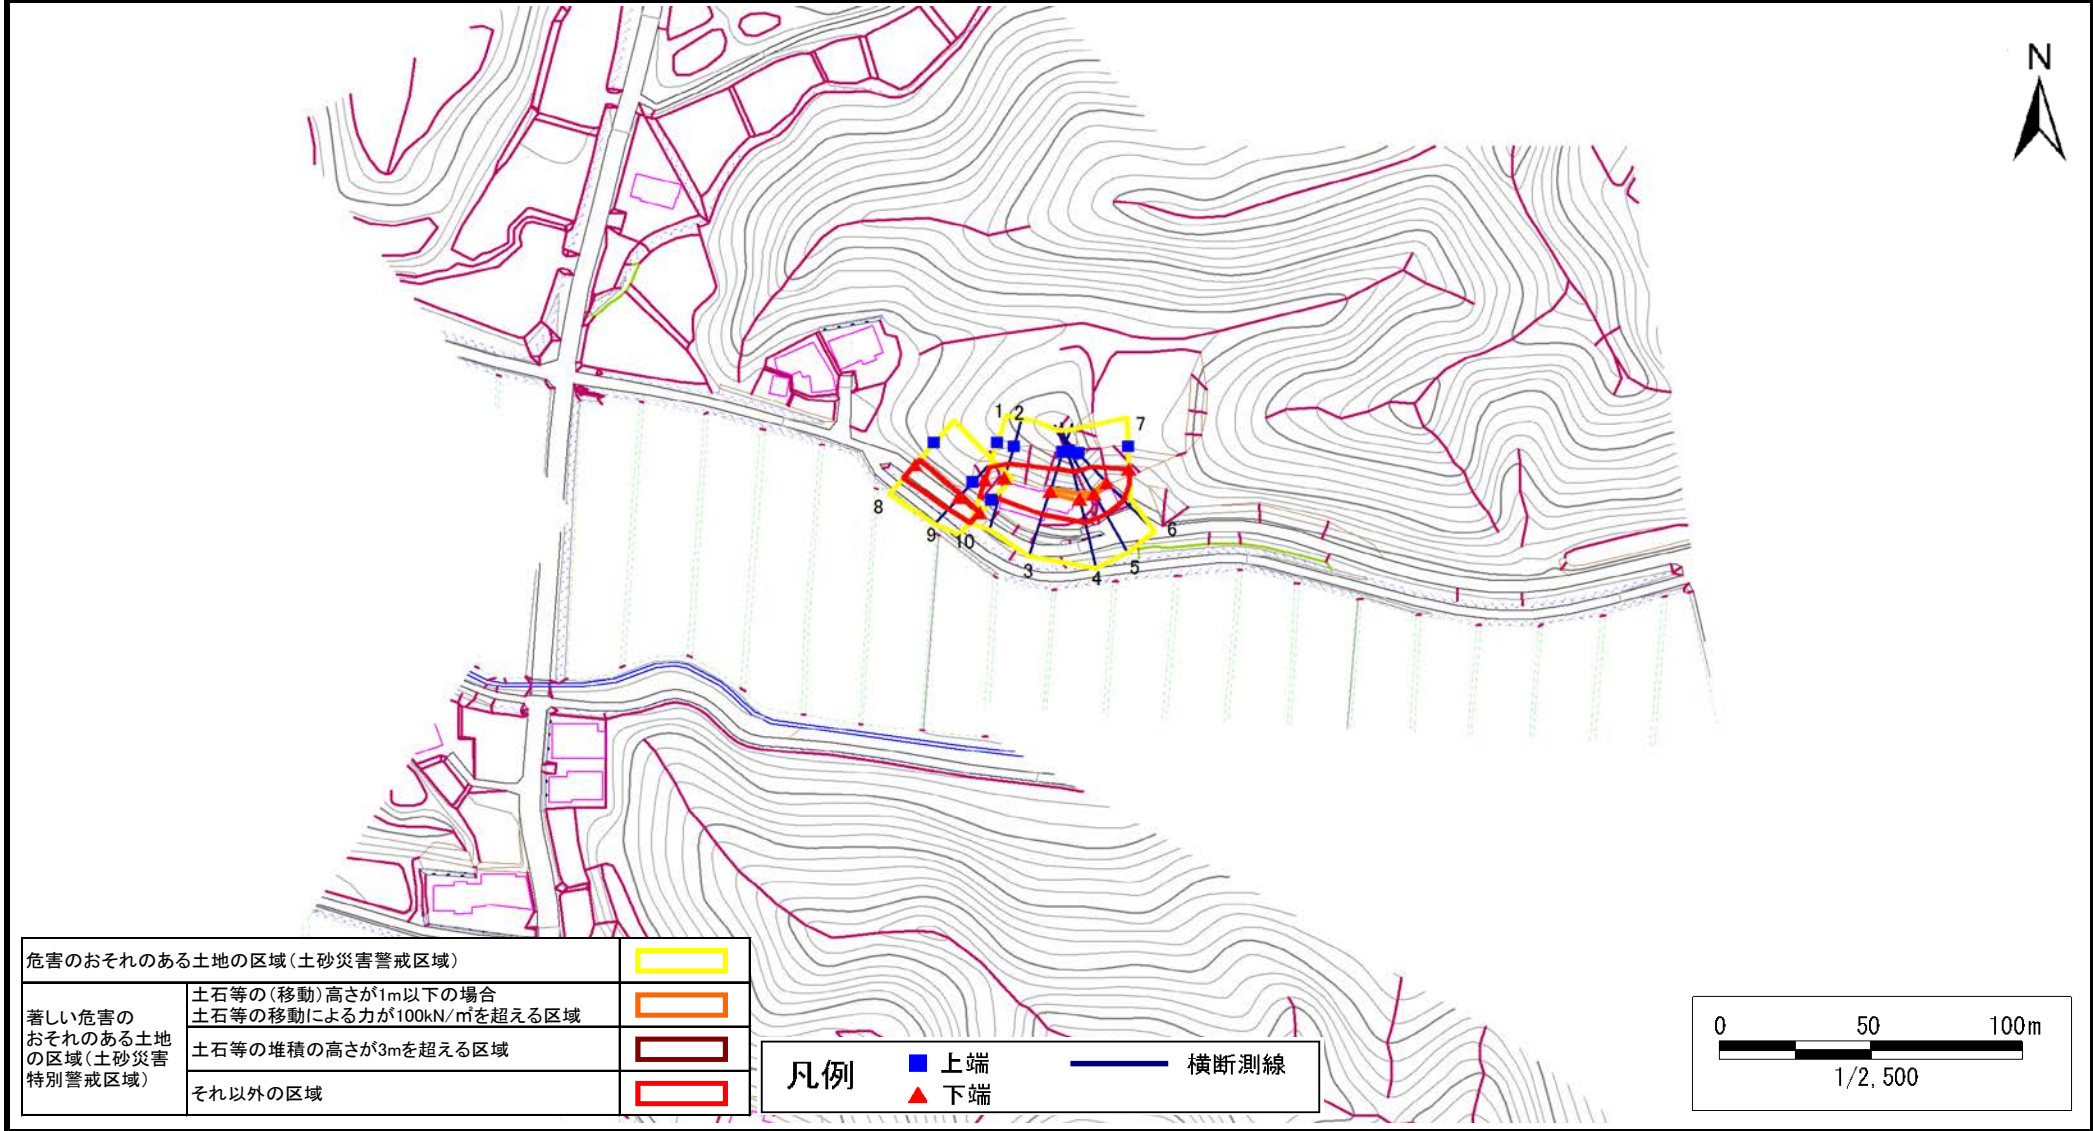 N
1 2
7
8
9 10
3
4
5
6
危害のおそれのある土地の区域(土砂災害警戒区域)
著しい危害の
おそれのある土地
の区域(土砂災害
特別警戒区域)
土石等の(移動)高さが1m以下の場合
土石等の移動による力が100kN/㎡を超える区域
土石等の堆積の高さが3mを超える区域
それ以外の区域
凡例
上端
下端
横断測線
0 50 100m
1/2,500